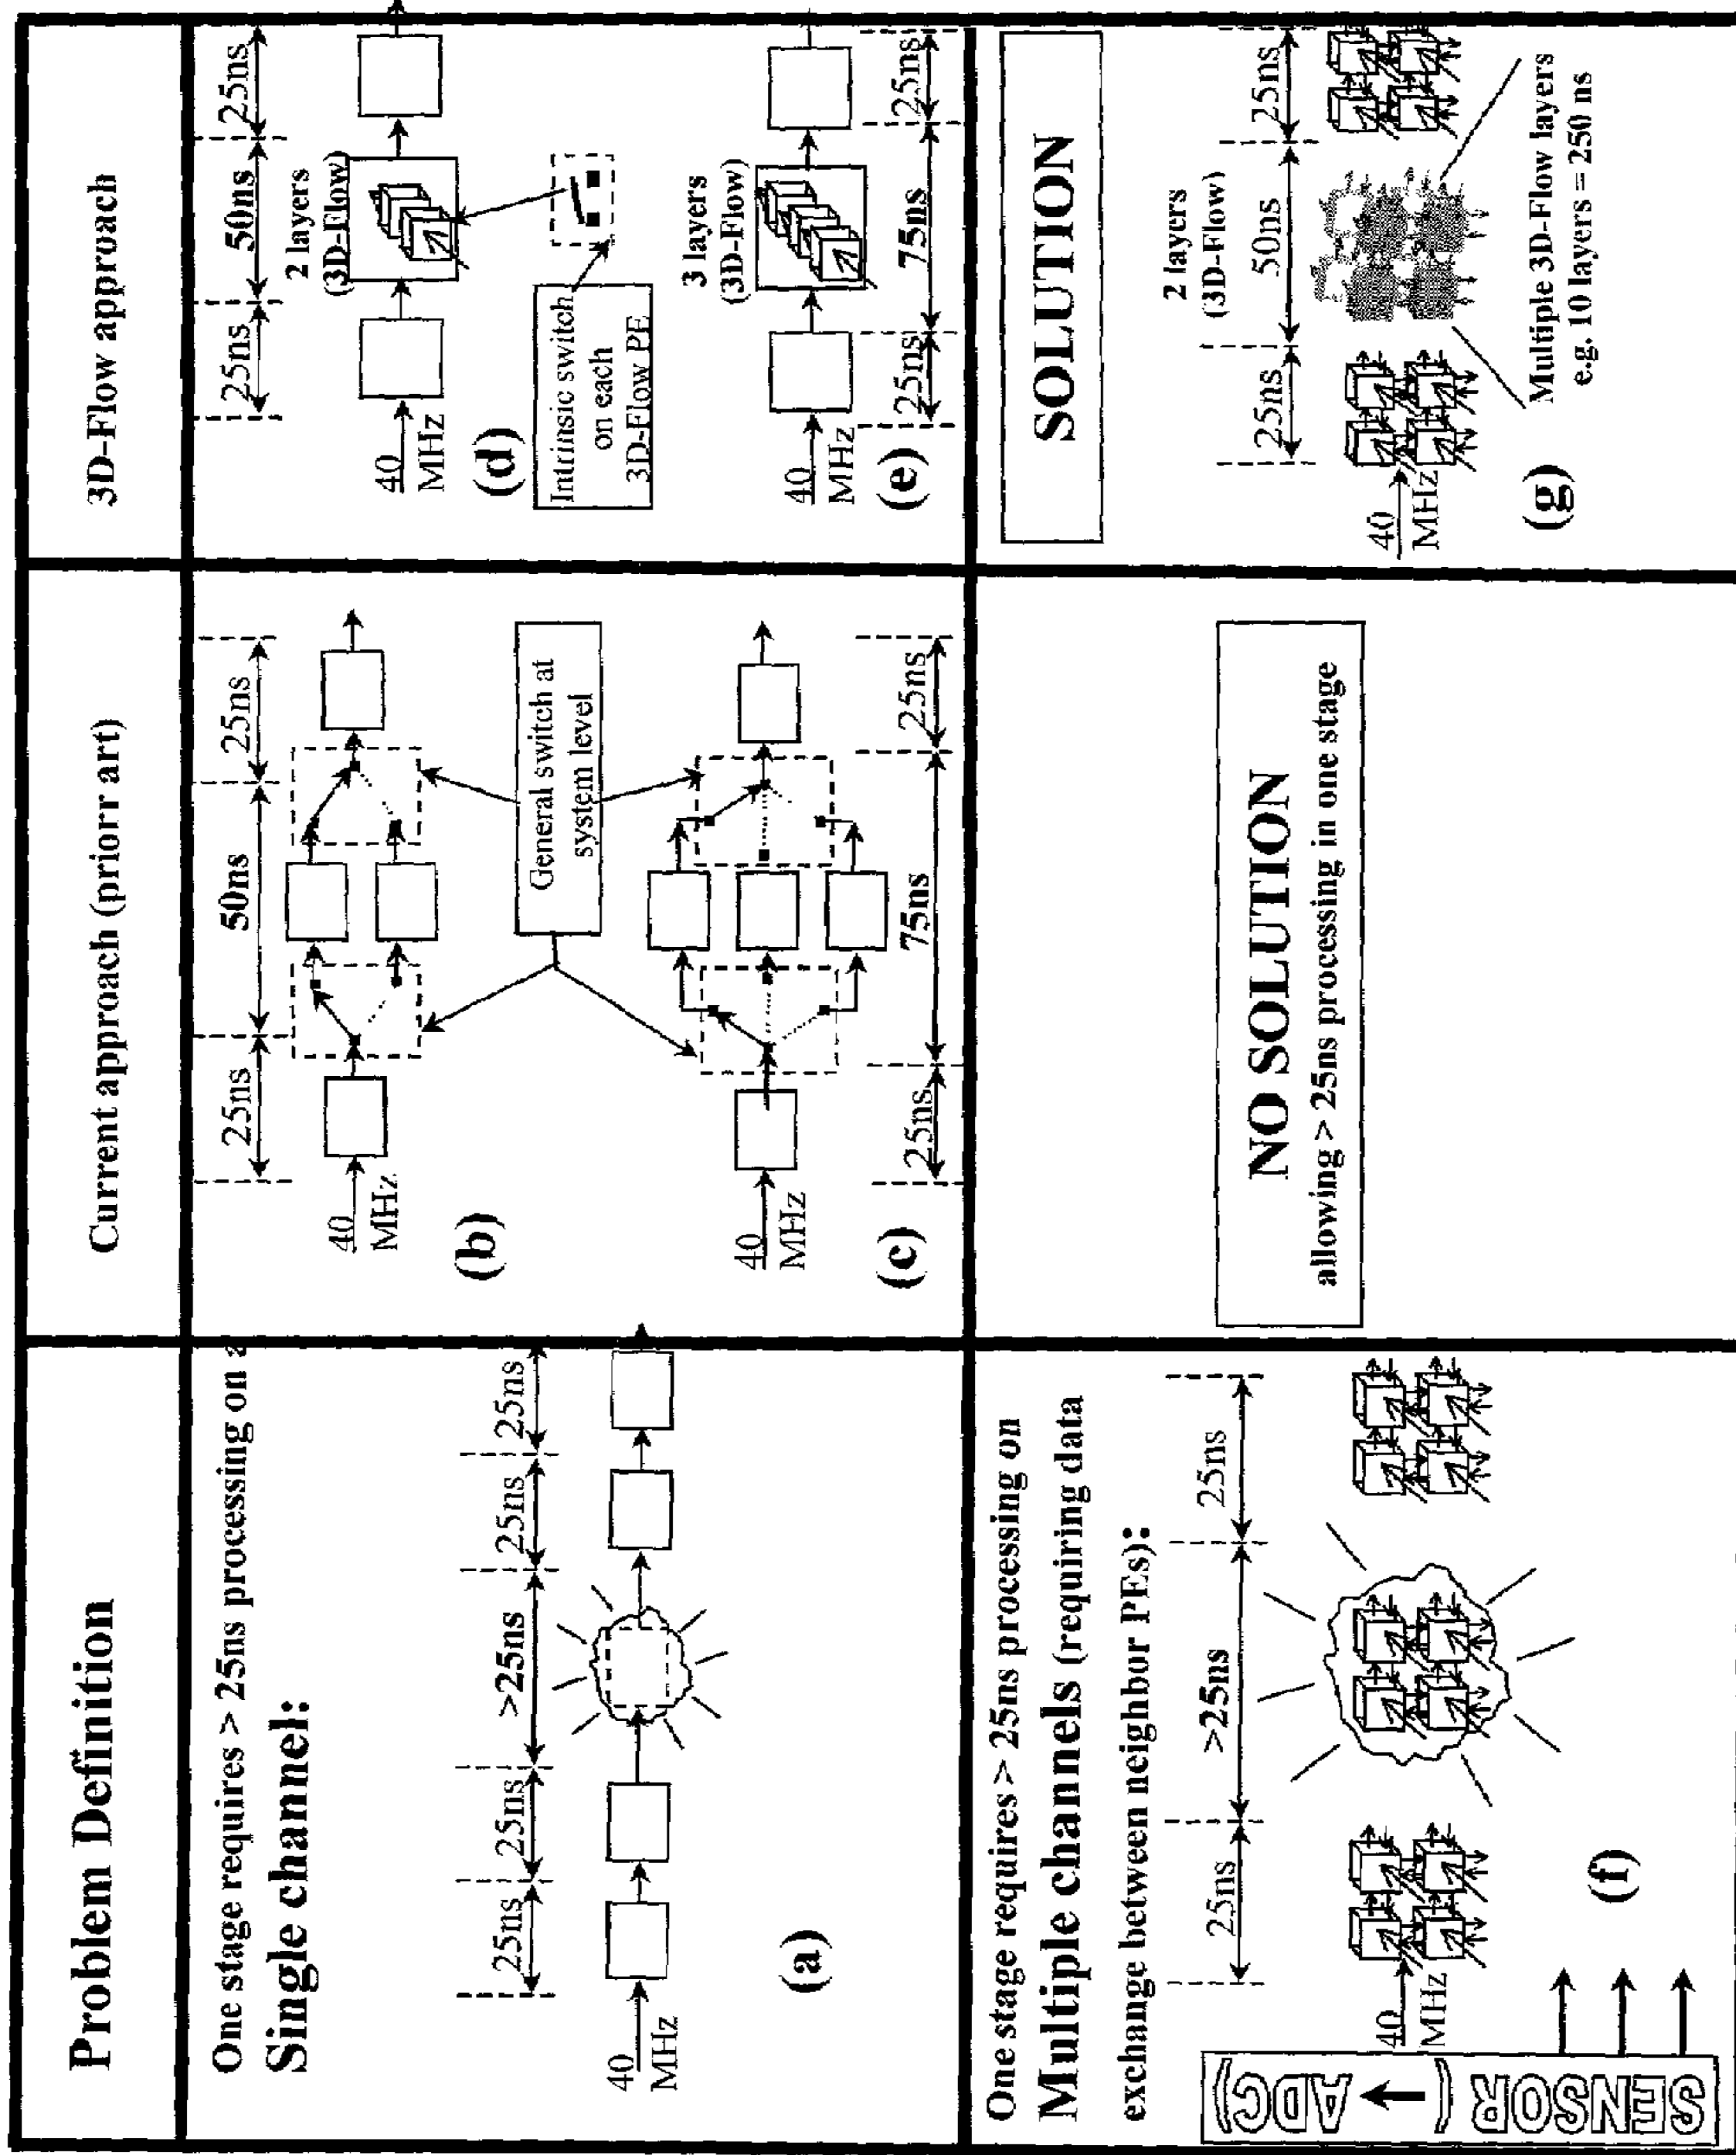 Problem Definition
Current approach (priorr art)
3D-Flow approach
One stage requires > 25ns processing on a
Single channel:
25ns
25ns
>25ns
25ns
25ns
40
MHz
(a)
25ns
50ns
25ns
40
MHz
(b)
General switch at
system level
40
MHz
(c)
25ns
75ns
25ns
25ns
50ns
25ns
2 layers
(3D-Flow)
40
MHz
(d)
Intrinsic switch
on each
3D-Flow PE
3 layers
(3D-Flow)
40
MHz
(e)
25ns
75ns
25ns
One stage requires > 25ns processing on
Multiple channels (requiring data
exchange between neighbor PEs):
25ns
>25ns
25ns
40
MHz
SENSOR (→ ADC)
(f)
NO SOLUTION
allowing > 25ns processing in one stage
SOLUTION
2 layers
(3D-Flow)
25ns
50ns
25ns
40
MHz
(g)
Multiple 3D-Flow layers
e.g. 10 layers = 250 ns